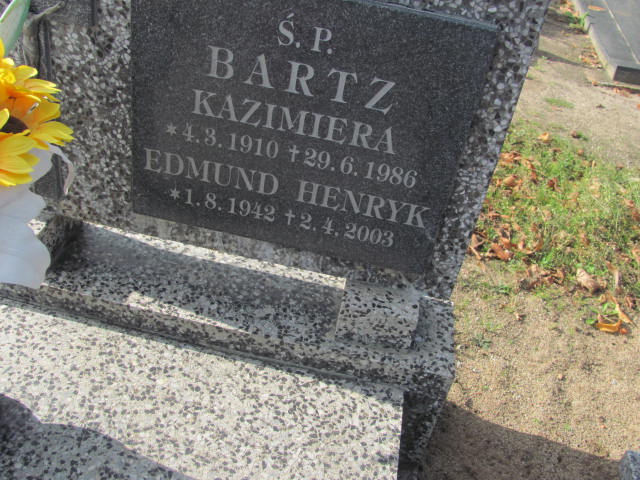 Ś. P.
BARTZ
KAZIMIERA
*4.3.1910 +29.6.1986
EDMUND HENRYK
*1.8.1942 +2.4.2003